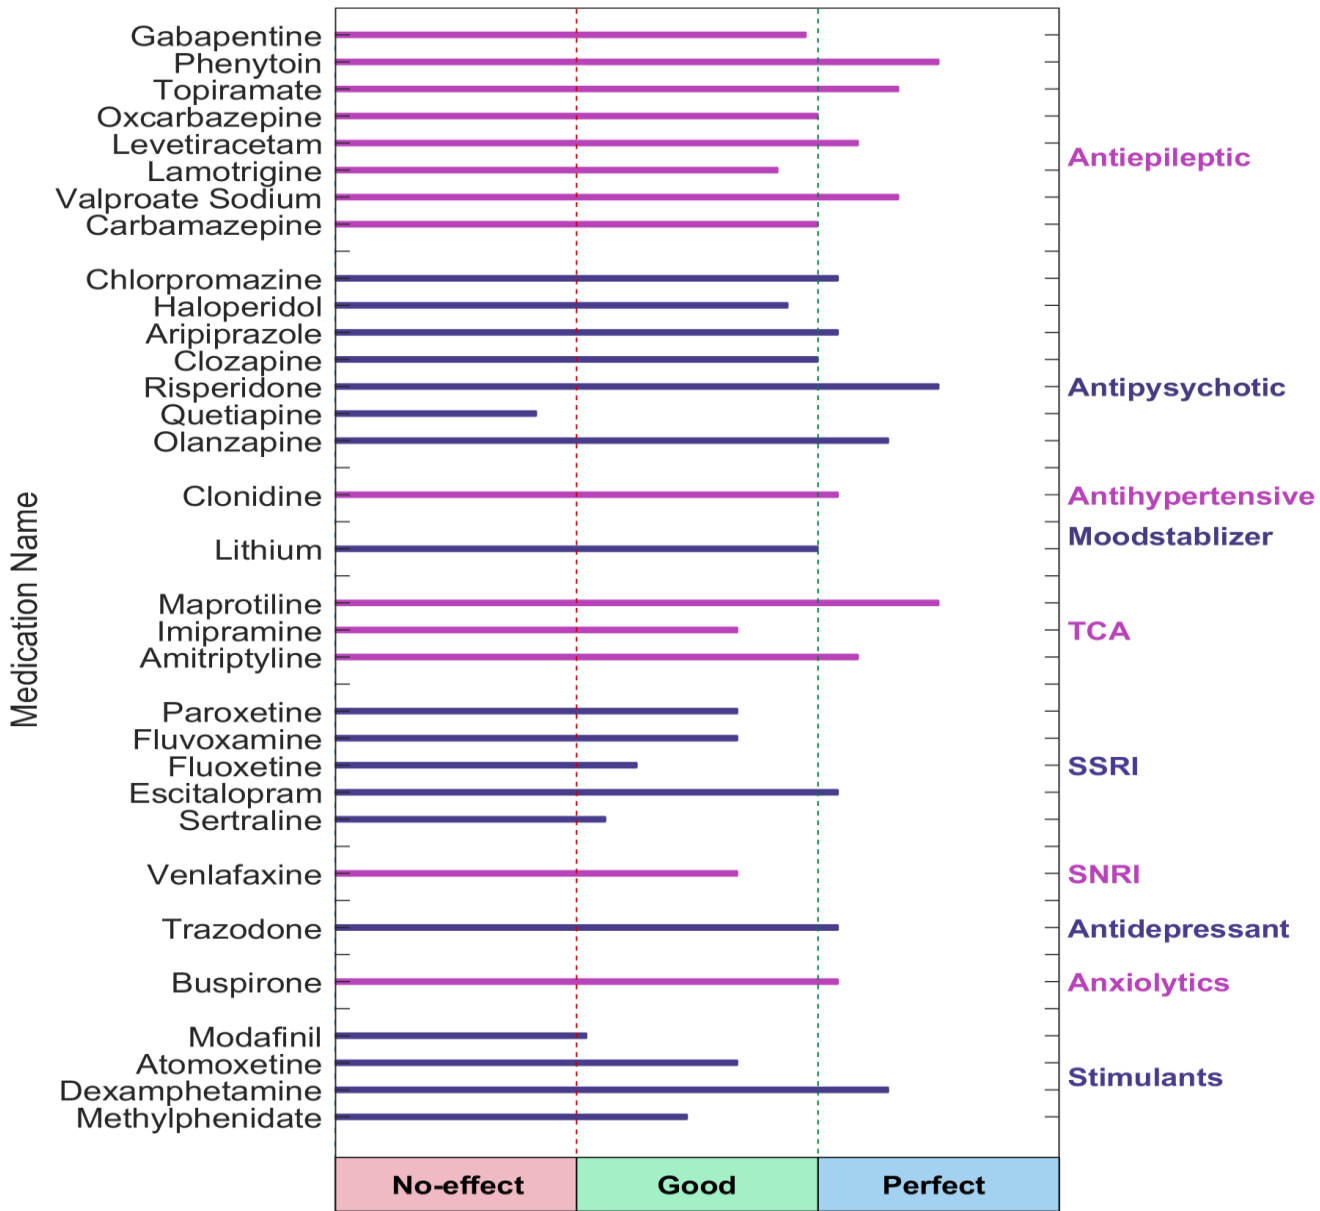 Gabapentine
Phenytoin
Topiramate
Oxcarbazepine
Levetiracetam
Antiepileptic
Lamotrigine
Valproate Sodium
Carbamazepine
Chlorpromazine
Haloperidol
Aripiprazole
Clozapine
Risperidone
Antipysychotic
Quetiapine
Olanzapine
Clonidine
Antihypertensive
Moodstablizer
Lithium
Medication Name
Maprotiline
Imipramine
TCA
Amitriptyline
Paroxetine
Fluvoxamine
Fluoxetine
SSRI
Escitalopram
Sertraline
Venlafaxine
SNRI
Trazodone
Antidepressant
Buspirone
Anxiolytics
Modafinil
Atomoxetine
Stimulants
Dexamphetamine
Methylphenidate
No-effect
Good
Perfect